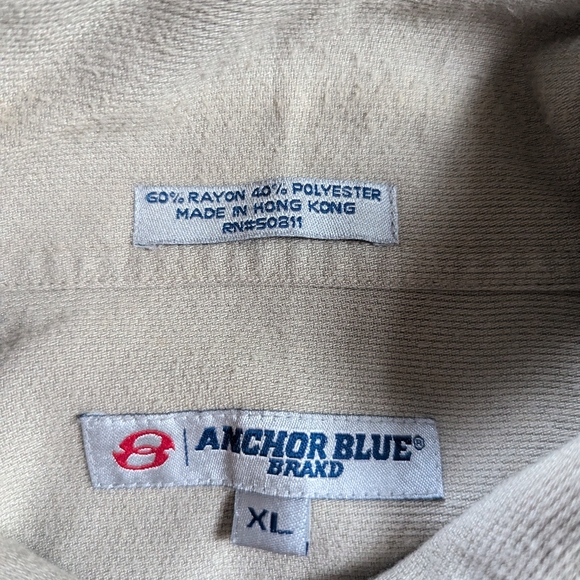 60% RAYON 40% POLYESTER
MADE IN HONG KONG
RN#50811
ANCHOR BLUE®
BRAND
XL